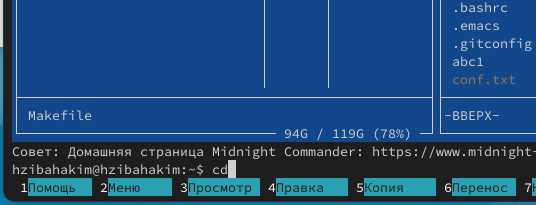 .bashrc
.emacs
.gitconfig
abc1
conf.txt
Makefile
-ВВЕРХ-
94G / 119G (78%)
Совет: Домашняя страница Midnight Commander: https://www.midnight-
hzibahakim@hzibahakim:~$ cd
1Помощь 2Меню 3Просмотр 4Правка 5Копия 6Перенос 7